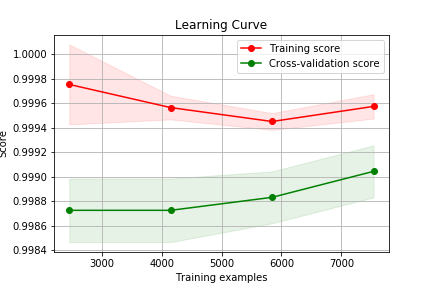 Learning Curve
Training score
Cross-validation score
1.0000
0.9998
0.9996
0.9994
0.9992
0.9990
0.9988
0.9986
0.9984
Score
3000 4000 5000 6000 7000
Training examples